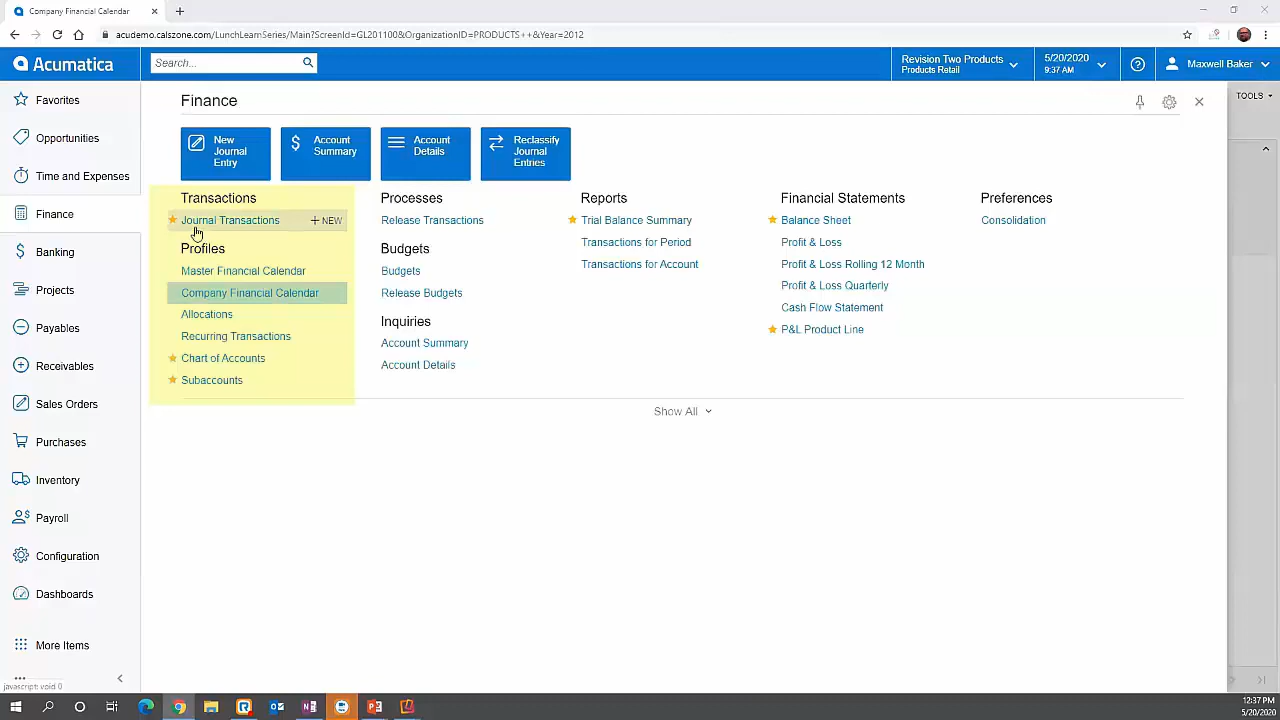 Company Financial Calendar
acudemo.calszone.com/LunchLearnSeries/Main?ScreenId=GL201100&OrganizationID=PRODUCTS++&Year=2012
Acumatica
Search...
Revision Two Products
Products Retail
5/20/2020
9:37 AM
Maxwell Baker
Favorites
Opportunities
Time and Expenses
Finance
Banking
Projects
Payables
Receivables
Sales Orders
Purchases
Inventory
Payroll
Configuration
Dashboards
More Items
javascript: void 0
Finance
TOOLS
New
Journal
Entry
Account
Summary
Account
Details
Reclassify
Journal
Entries
Transactions
Journal Transactions
+ NEW
Profiles
Master Financial Calendar
Company Financial Calendar
Allocations
Recurring Transactions
Chart of Accounts
Subaccounts
Processes
Release Transactions
Budgets
Budgets
Release Budgets
Inquiries
Account Summary
Account Details
Reports
Trial Balance Summary
Transactions for Period
Transactions for Account
Financial Statements
Balance Sheet
Profit & Loss
Profit & Loss Rolling 12 Month
Profit & Loss Quarterly
Cash Flow Statement
P&L Product Line
Preferences
Consolidation
Show All
12:37 PM
5/20/2020